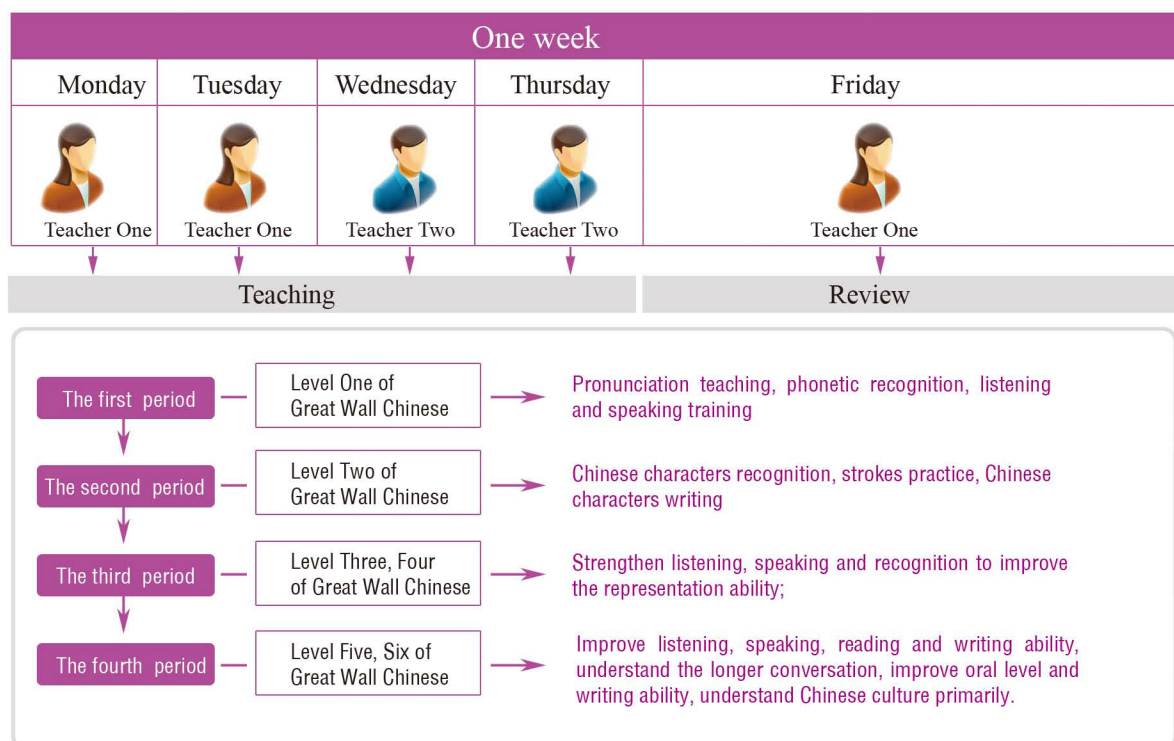 One week
Monday Tuesday Wednesday Thursday Friday
Teacher One Teacher One Teacher Two Teacher Two Teacher One
Teaching Review
The first period
Level One of
Great Wall Chinese
Pronunciation teaching, phonetic recognition, listening
and speaking training
The second period
Level Two of
Great Wall Chinese
Chinese characters recognition, strokes practice, Chinese
characters writing
The third period
Level Three, Four
of Great Wall Chinese
Strengthen listening, speaking and recognition to improve
the representation ability;
The fourth period
Level Five, Six of
Great Wall Chinese
Improve listening, speaking, reading and writing ability,
understand the longer conversation, improve oral level and
writing ability, understand Chinese culture primarily.